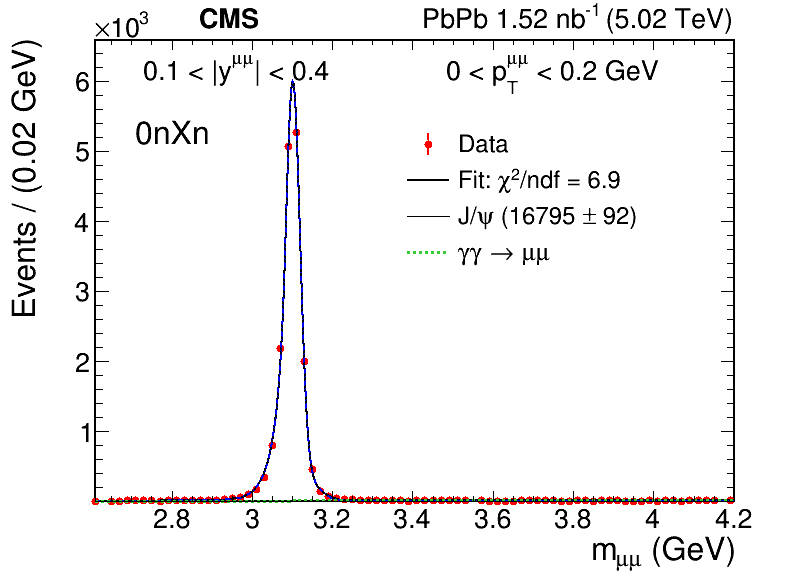 ×10³ CMS PbPb 1.52 nb⁻¹ (5.02 TeV)
0.1 < |y^μμ| < 0.4 0 < p_T^μμ < 0.2 GeV
0nXn
Data
Fit: χ²/ndf = 6.9
J/ψ (16795 ± 92)
γγ → μμ
Events / (0.02 GeV)
6
5
4
3
2
1
2.8 3 3.2 3.4 3.6 3.8 4 4.2
m_μμ (GeV)